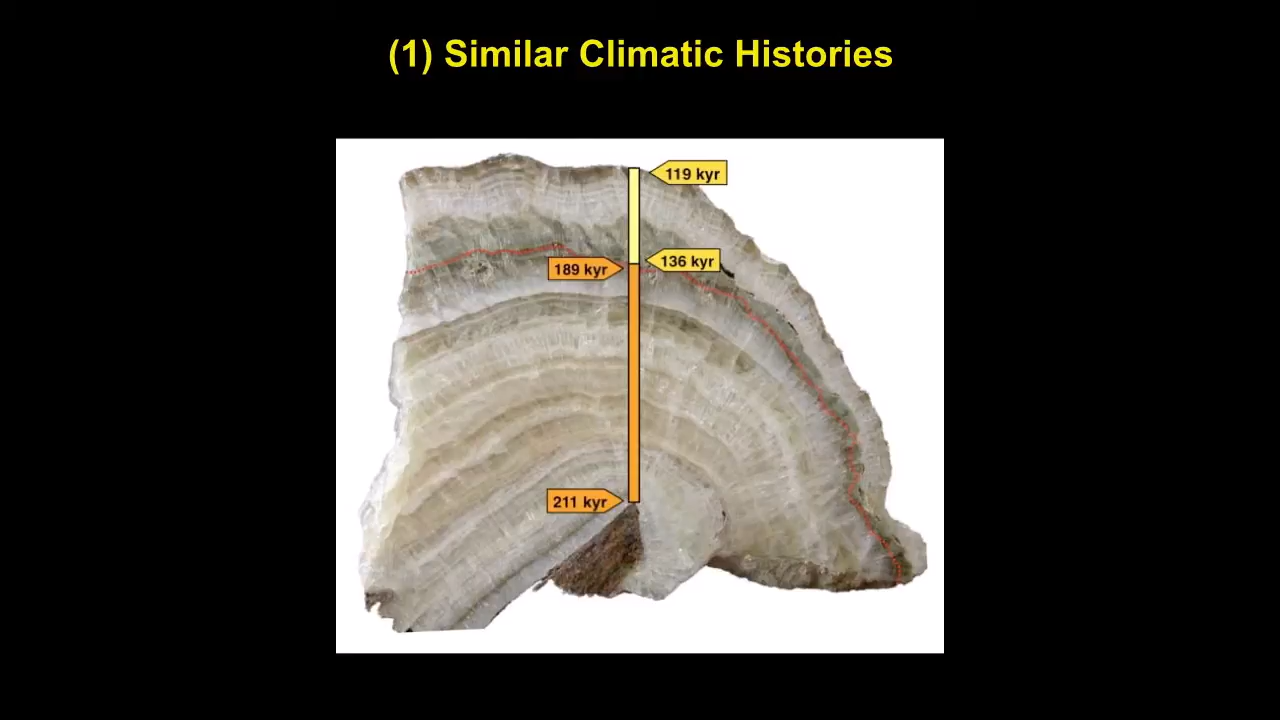 (1) Similar Climatic Histories
119 kyr
136 kyr
189 kyr
211 kyr